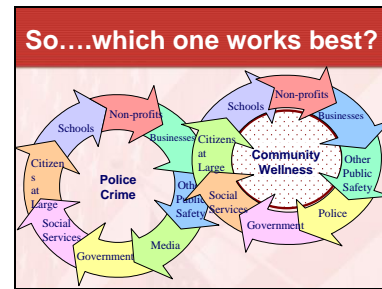 So....which one works best?
Non-profits
Schools
Businesses
Citizen
s
at
Large
Police
Crime
Other
Public
Safety
Social
Services
Media
Government
Non-profits
Schools
Businesses
Citizens
at
Large
Community
Wellness
Other
Public
Safety
Social
Services
Police
Government